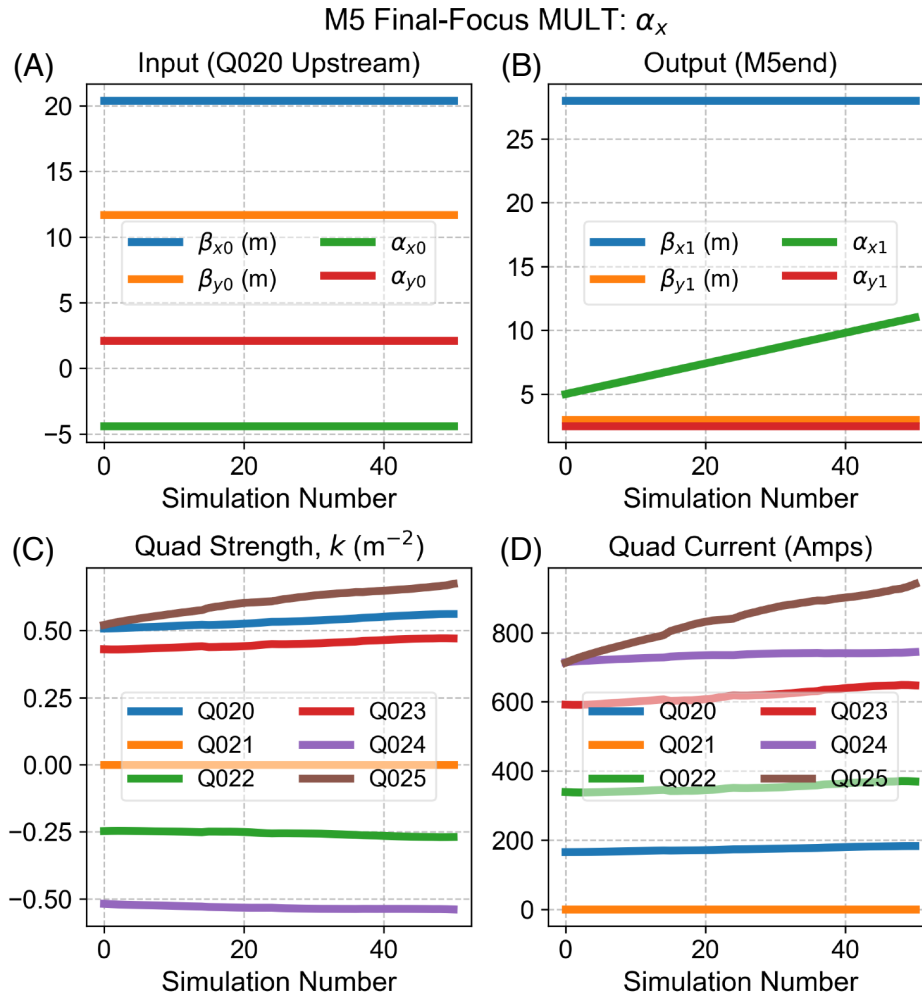 M5 Final-Focus MULT: αₓ
(A) Input (Q020 Upstream)
20
15
10
5
0
−5
βₓ₀ (m) αₓ₀
β_y0 (m) α_y0
0 20 40
Simulation Number
(B) Output (M5end)
25
20
15
10
5
βₓ₁ (m) αₓ₁
β_y1 (m) α_y1
0 20 40
Simulation Number
(C) Quad Strength, k (m⁻²)
0.50
0.25
0.00
−0.25
−0.50
Q020 Q023
Q021 Q024
Q022 Q025
0 20 40
Simulation Number
(D) Quad Current (Amps)
800
600
400
200
0
Q020 Q023
Q021 Q024
Q022 Q025
0 20 40
Simulation Number